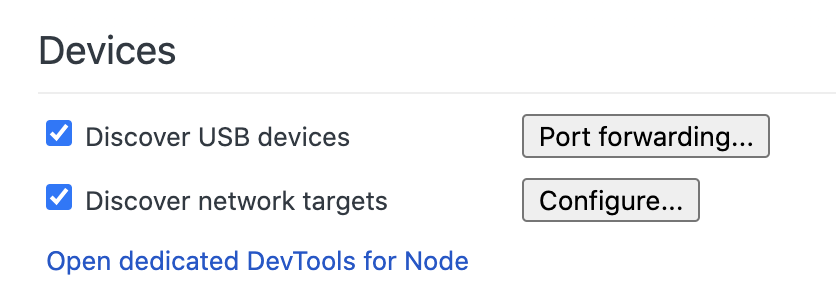 Devices
Discover USB devices Port forwarding...
Discover network targets Configure...
Open dedicated DevTools for Node